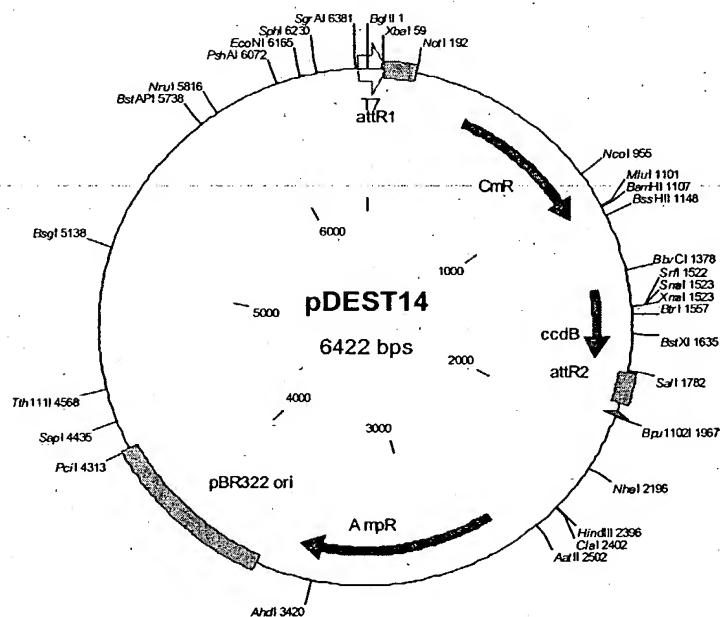 SgrAI 6381
BglII 1
XbaI 59
NotI 192
SphI 6230
EcoNI 6165
PshAI 6072
NruI 5816
BstAPI 5738
BsgI 5138
Tth111I 4568
SapI 4435
PciI 4313
T7
attR1
CmR
NcoI 955
MluI 1101
BamHI 1107
BssHII 1148
BbvCI 1378
SrfI 1522
SmaI 1523
XmaI 1523
BtrI 1557
BstXI 1635
SalI 1782
Bpu1102I 1967
NheI 2196
HindIII 2396
ClaI 2402
AatII 2502
AhdI 3420
6000
1000
5000
2000
4000
3000
pDEST14
6422 bps
ccdB
attR2
pBR322 ori
AmpR